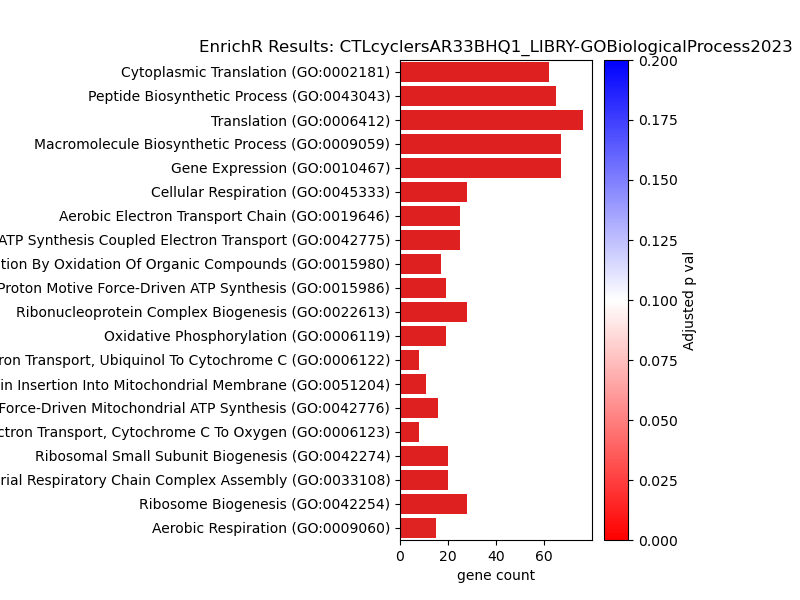 EnrichR Results: CTLcyclersAR33BHQ1_LIBRY-GOBiologicalProcess2023
Cytoplasmic Translation (GO:0002181)
Peptide Biosynthetic Process (GO:0043043)
Translation (GO:0006412)
Macromolecule Biosynthetic Process (GO:0009059)
Gene Expression (GO:0010467)
Cellular Respiration (GO:0045333)
Aerobic Electron Transport Chain (GO:0019646)
ATP Synthesis Coupled Electron Transport (GO:0042775)
tion By Oxidation Of Organic Compounds (GO:0015980)
Proton Motive Force-Driven ATP Synthesis (GO:0015986)
Ribonucleoprotein Complex Biogenesis (GO:0022613)
Oxidative Phosphorylation (GO:0006119)
ron Transport, Ubiquinol To Cytochrome C (GO:0006122)
in Insertion Into Mitochondrial Membrane (GO:0051204)
Force-Driven Mitochondrial ATP Synthesis (GO:0042776)
ctron Transport, Cytochrome C To Oxygen (GO:0006123)
Ribosomal Small Subunit Biogenesis (GO:0042274)
rial Respiratory Chain Complex Assembly (GO:0033108)
Ribosome Biogenesis (GO:0042254)
Aerobic Respiration (GO:0009060)
0 20 40 60
gene count
0.200
0.175
0.150
0.125
0.100
0.075
0.050
0.025
0.000
Adjusted p val